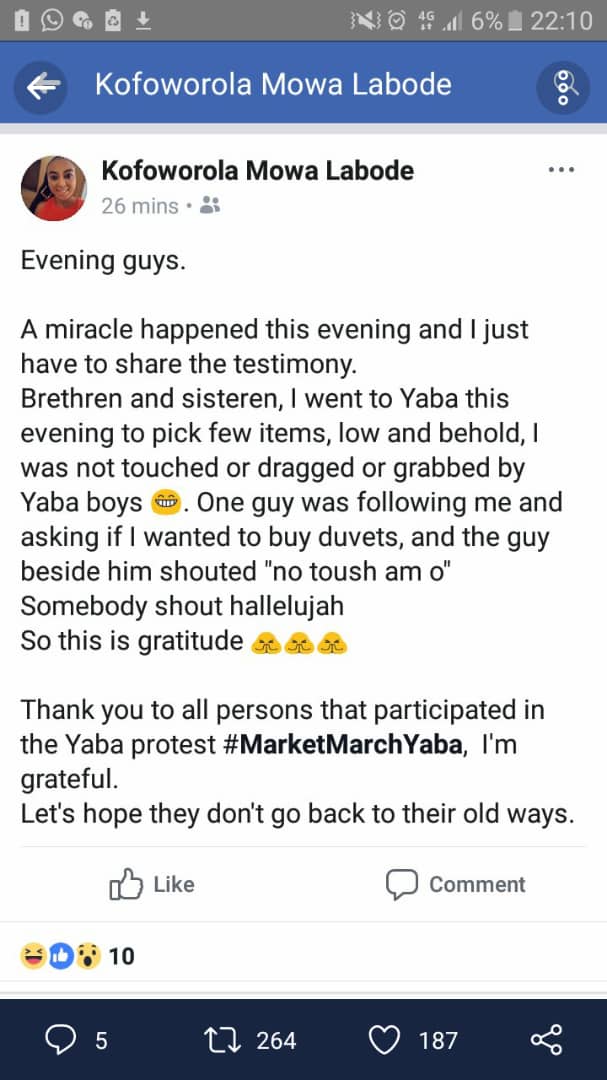 4G 6% 22:10
Kofoworola Mowa Labode
Kofoworola Mowa Labode
26 mins •
Evening guys.
A miracle happened this evening and I just
have to share the testimony.
Brethren and sisteren, I went to Yaba this
evening to pick few items, low and behold, I
was not touched or dragged or grabbed by
Yaba boys 😁. One guy was following me and
asking if I wanted to buy duvets, and the guy
beside him shouted "no toush am o"
Somebody shout hallelujah
So this is gratitude 🙏🙏🙏
Thank you to all persons that participated in
the Yaba protest #MarketMarchYaba, I'm
grateful.
Let's hope they don't go back to their old ways.
Like Comment
10
5 264 187